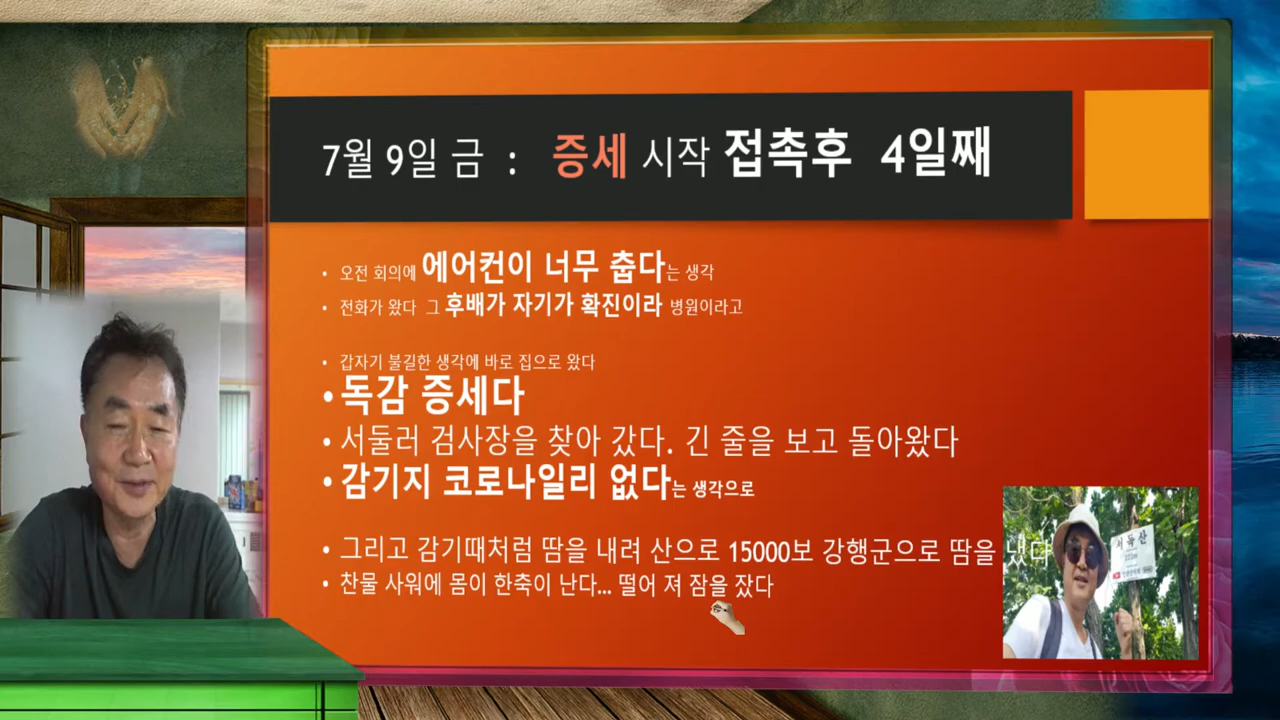 7월 9일 금 : 증세 시작 접촉후 4일째
• 오전 회의에 에어컨이 너무 춥다는 생각
• 전화가 왔다 그 후배가 자기가 확진이라 병원이라고
• 갑자기 불길한 생각에 바로 집으로 왔다
• 독감 증세다
• 서둘러 검사장을 찾아 갔다. 긴 줄을 보고 돌아왔다
• 감기지 코로나일리 없다는 생각으로
• 그리고 감기때처럼 땀을 내려 산으로 15000보 강행군으로 땀을 냈다
• 찬물 샤워에 몸이 한축이 난다... 떨어 져 잠을 잤다
서독산